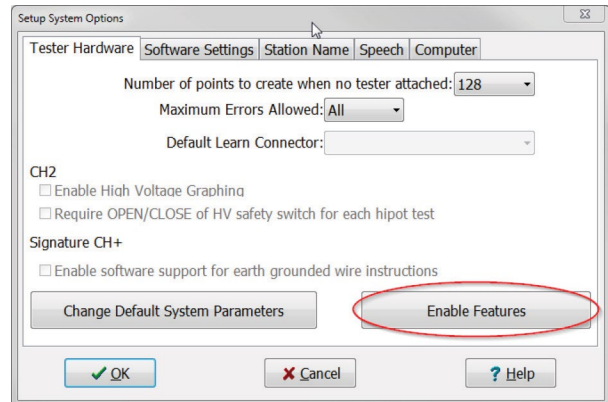 Setup System Options
Tester Hardware Software Settings Station Name Speech Computer
Number of points to create when no tester attached: 128
Maximum Errors Allowed: All
Default Learn Connector:
CH2
Enable High Voltage Graphing
Require OPEN/CLOSE of HV safety switch for each hipot test
Signature CH+
Enable software support for earth grounded wire instructions
Change Default System Parameters Enable Features
OK Cancel ? Help